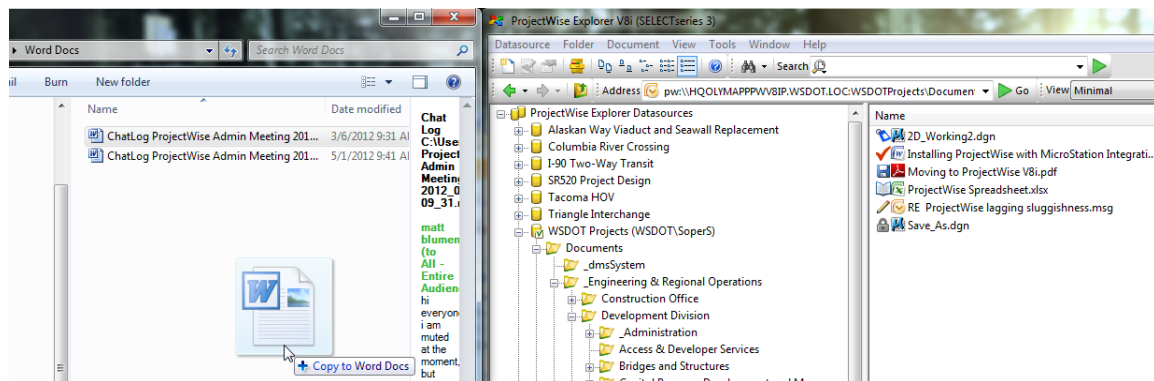 Word Docs
Search Word Docs
Burn
New folder
Name
Date modified
ChatLog ProjectWise Admin Meeting 201...
3/6/2012 9:31 Al
ChatLog ProjectWise Admin Meeting 201...
5/1/2012 9:41 Al
Chat
Log
C:\Use
Project
Admin
Meeting
2012_0
09_31.
matt
blumen
(to
All -
Entire
Audien
hi
everyon
i am
muted
at the
moment,
but
Copy to Word Docs
ProjectWise Explorer V8i (SELECTseries 3)
Datasource Folder Document View Tools Window Help
Search
Address pw:\\HQOLYMAPPPWV8IP.WSDOT.LOC:WSDOTProjects\Documen Go View Minimal
ProjectWise Explorer Datasources
Alaskan Way Viaduct and Seawall Replacement
Columbia River Crossing
I-90 Two-Way Transit
SR520 Project Design
Tacoma HOV
Triangle Interchange
WSDOT Projects (WSDOT\SoperS)
Documents
_dmsSystem
_Engineering & Regional Operations
Construction Office
Development Division
_Administration
Access & Developer Services
Bridges and Structures
Name
2D_Working2.dgn
Installing ProjectWise with MicroStation Integrati...
Moving to ProjectWise V8i.pdf
ProjectWise Spreadsheet.xlsx
RE ProjectWise lagging sluggishness.msg
Save_As.dgn